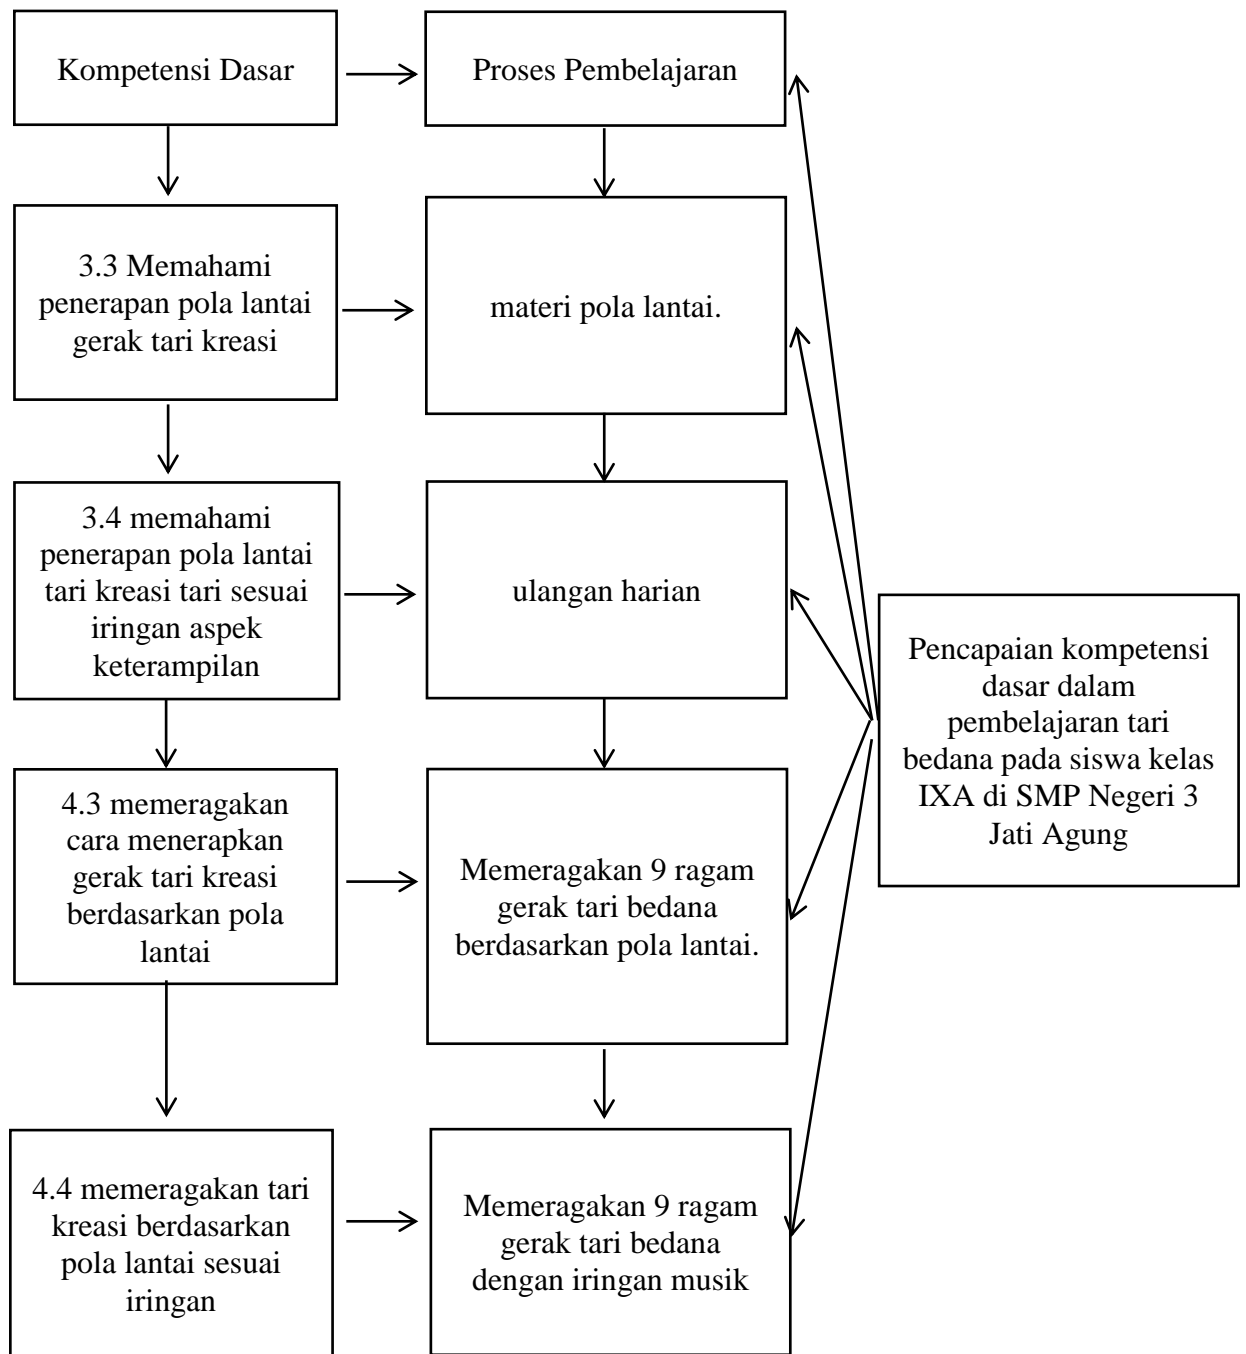 Kompetensi Dasar
Proses Pembelajaran
3.3 Memahami
penerapan pola lantai
gerak tari kreasi
materi pola lantai.
3.4 memahami
penerapan pola lantai
tari kreasi tari sesuai
iringan aspek
keterampilan
ulangan harian
Pencapaian kompetensi
dasar dalam
pembelajaran tari
bedana pada siswa kelas
IXA di SMP Negeri 3
Jati Agung
4.3 memeragakan
cara menerapkan
gerak tari kreasi
berdasarkan pola
lantai
Memeragakan 9 ragam
gerak tari bedana
berdasarkan pola lantai.
4.4 memeragakan tari
kreasi berdasarkan
pola lantai sesuai
iringan
Memeragakan 9 ragam
gerak tari bedana
dengan iringan musik